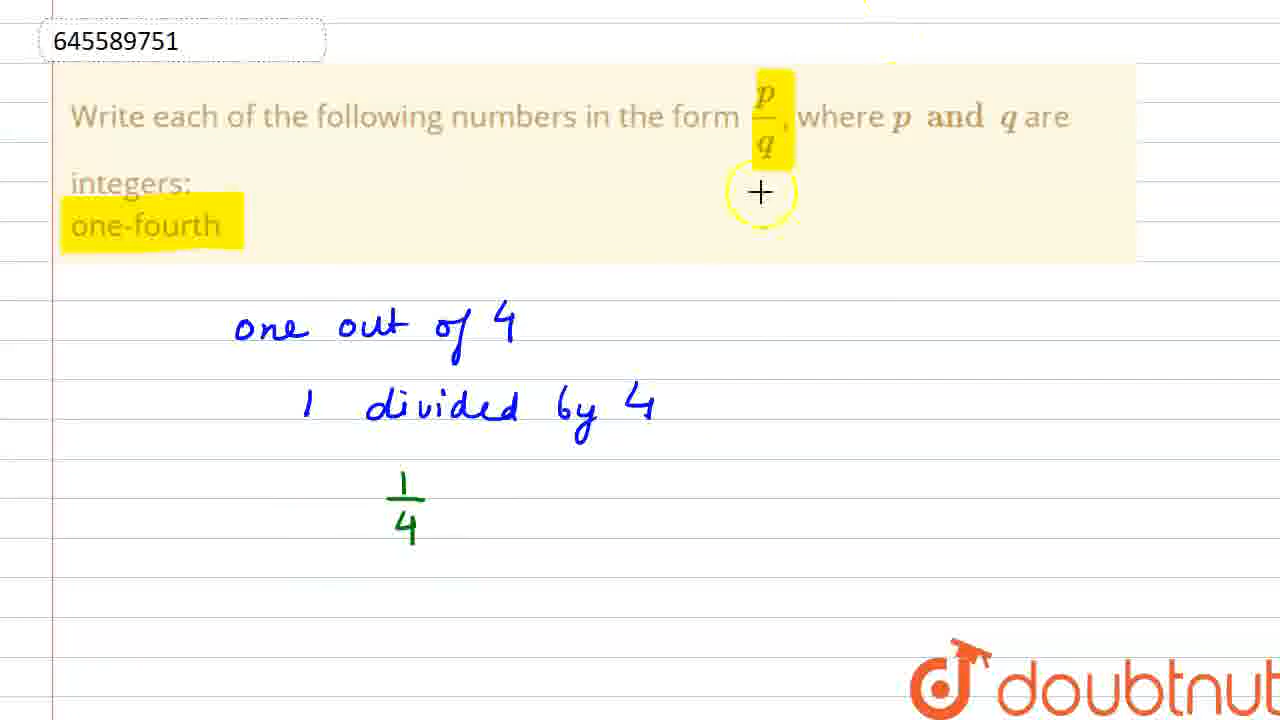 645589751
Write each of the following numbers in the form p/q, where p and q are
integers:
one-fourth
one out of 4
1 divided by 4
1/4
doubtnut